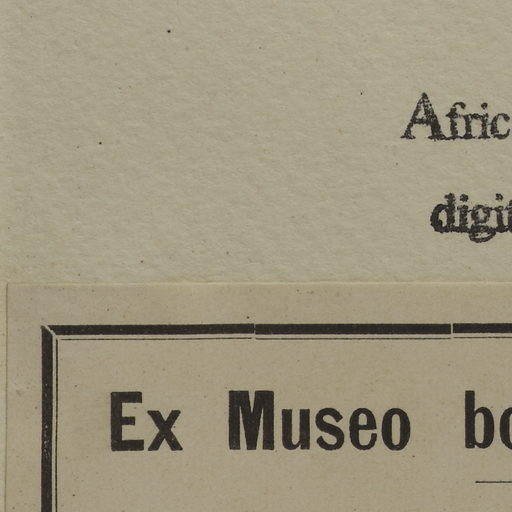 Afric
digit
Ex Museo bo